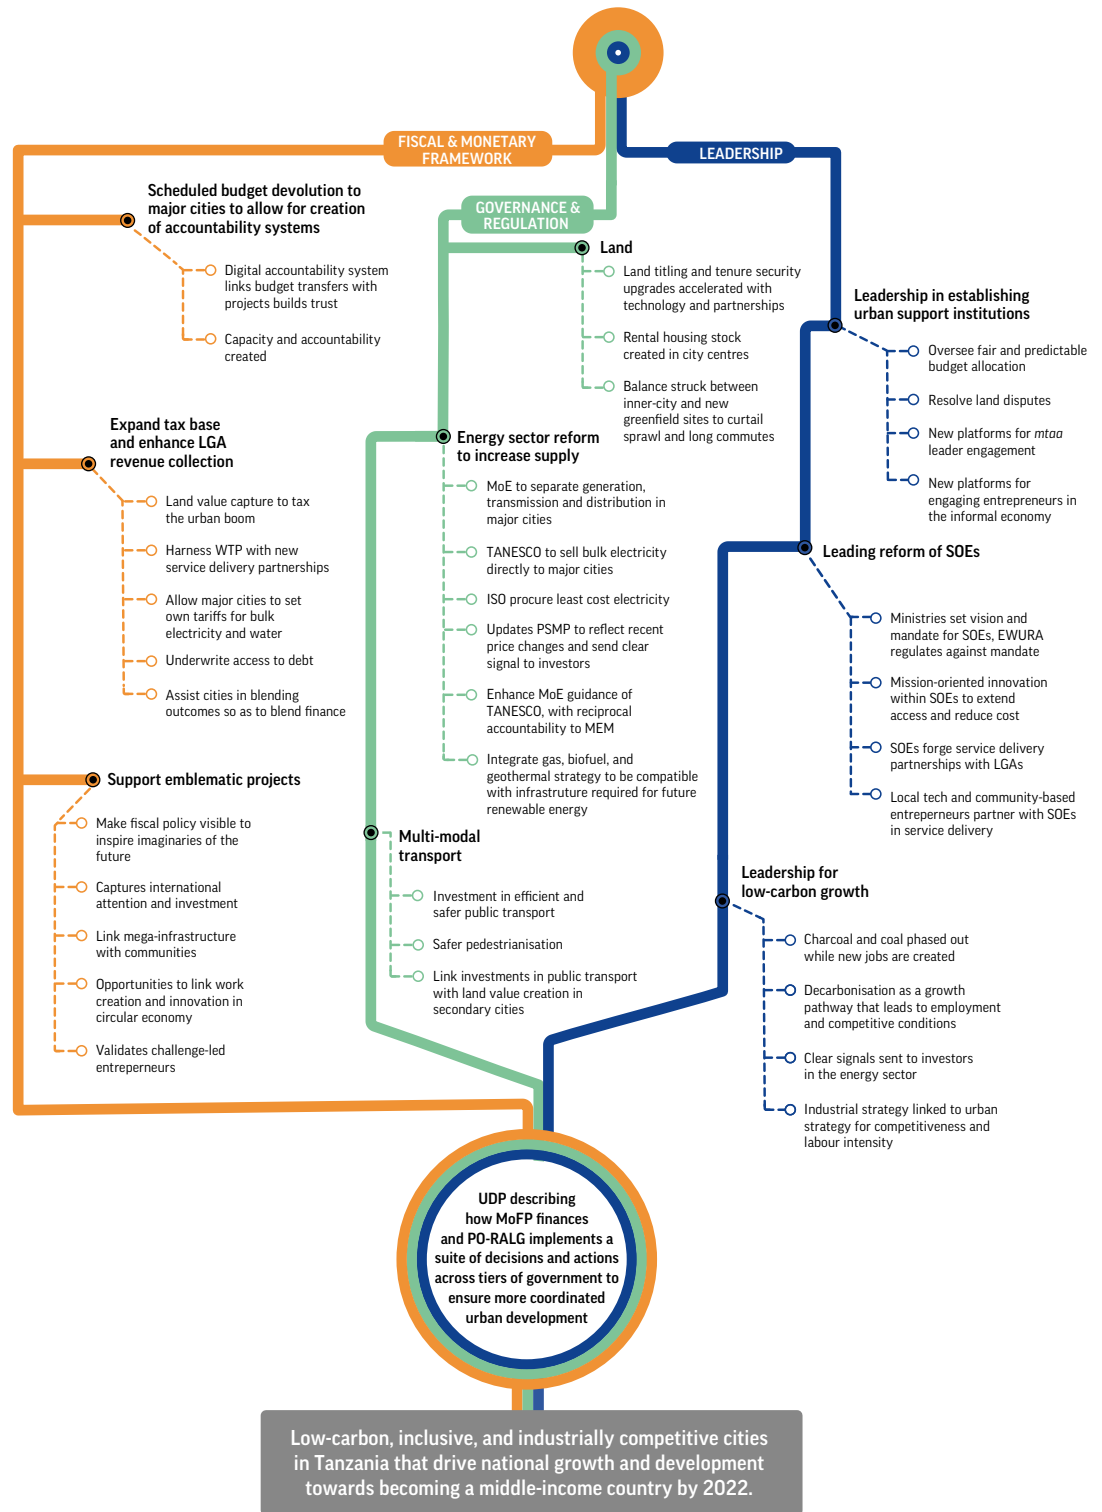 FISCAL & MONETARY
FRAMEWORK
Scheduled budget devolution to
major cities to allow for creation
of accountability systems
Digital accountability system
links budget transfers with
projects builds trust
Capacity and accountability
created
Expand tax base
and enhance LGA
revenue collection
Land value capture to tax
the urban boom
Harness WTP with new
service delivery partnerships
Allow major cities to set
own tariffs for bulk
electricity and water
Underwrite access to debt
Assist cities in blending
outcomes so as to blend finance
Support emblematic projects
Make fiscal policy visible to
inspire imaginaries of the
future
Captures international
attention and investment
Link mega-infrastructure
with communities
Opportunities to link work
creation and innovation in
circular economy
Validates challenge-led
entreperneurs
GOVERNANCE &
REGULATION
Land
Land titling and tenure security
upgrades accelerated with
technology and partnerships
Rental housing stock
created in city centres
Balance struck between
inner-city and new
greenfield sites to curtail
sprawl and long commutes
Energy sector reform
to increase supply
MoE to separate generation,
transmission and distribution in
major cities
TANESCO to sell bulk electricity
directly to major cities
ISO procure least cost electricity
Updates PSMP to reflect recent
price changes and send clear
signal to investors
Enhance MoE guidance of
TANESCO, with reciprocal
accountability to MEM
Integrate gas, biofuel, and
geothermal strategy to be compatible
with infrastruture required for future
renewable energy
Multi-modal
transport
Investment in efficient and
safer public transport
Safer pedestrianisation
Link investments in public transport
with land value creation in
secondary cities
LEADERSHIP
Leadership in establishing
urban support institutions
Oversee fair and predictable
budget allocation
Resolve land disputes
New platforms for mtaa
leader engagement
New platforms for
engaging entrepreneurs in
the informal economy
Leading reform of SOEs
Ministries set vision and
mandate for SOEs, EWURA
regulates against mandate
Mission-oriented innovation
within SOEs to extend
access and reduce cost
SOEs forge service delivery
partnerships with LGAs
Local tech and community-based
entreperneurs partner with SOEs
in service delivery
Leadership for
low-carbon growth
Charcoal and coal phased out
while new jobs are created
Decarbonisation as a growth
pathway that leads to employment
and competitive conditions
Clear signals sent to investors
in the energy sector
Industrial strategy linked to urban
strategy for competitiveness and
labour intensity
UDP describing
how MoFP finances
and PO-RALG implements a
suite of decisions and actions
across tiers of government to
ensure more coordinated
urban development
Low-carbon, inclusive, and industrially competitive cities
in Tanzania that drive national growth and development
towards becoming a middle-income country by 2022.